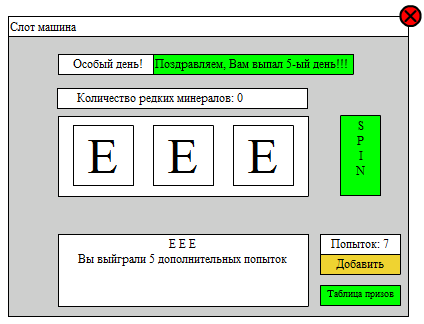 Слот машина
Особый день! Поздравляем, Вам выпал 5-ый день!!!
Количество редких минералов: 0
E E E
S
P
I
N
E E E
Вы выйграли 5 дополнительных попыток
Попыток: 7
Добавить
Таблица призов